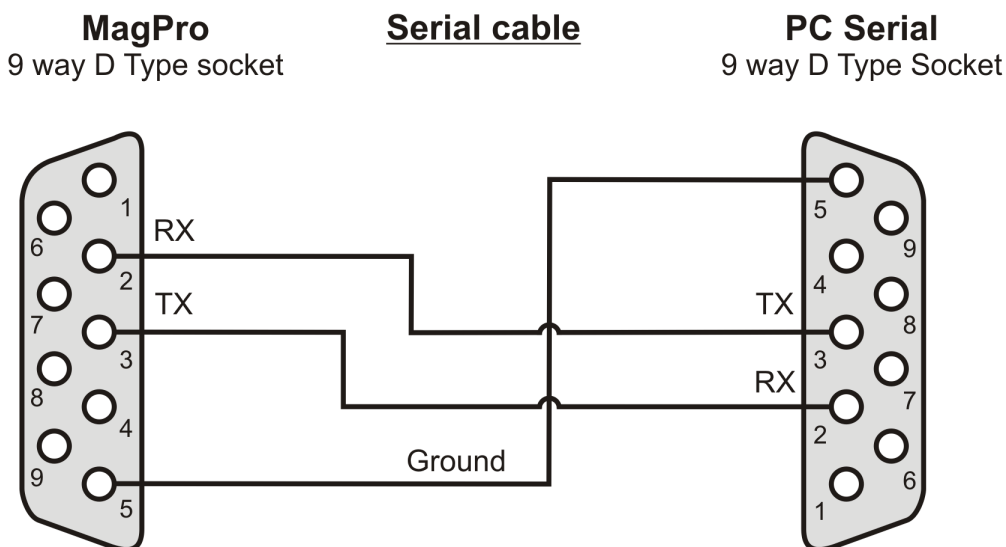 MagPro
9 way D Type socket
Serial cable
PC Serial
9 way D Type Socket
1
6
RX
2
7
TX
3
8
4
9
5
Ground
5
9
4
8
TX
3
7
RX
2
6
1